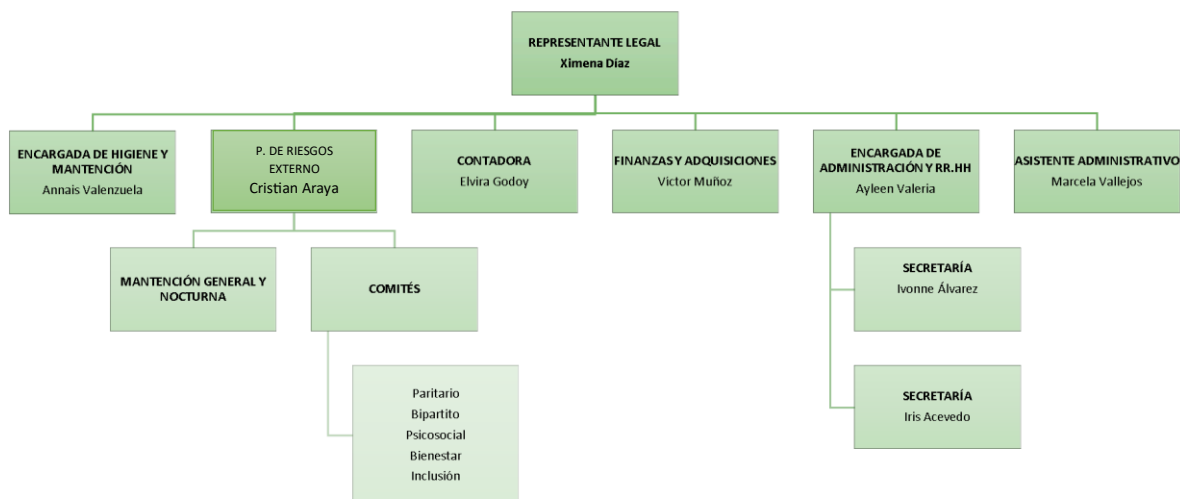 REPRESENTANTE LEGAL
Ximena Díaz
ENCARGADA DE HIGIENE Y
MANTENCIÓN
Annais Valenzuela
P. DE RIESGOS
EXTERNO
Cristian Araya
CONTADORA
Elvira Godoy
FINANZAS Y ADQUISICIONES
Victor Muñoz
ENCARGADA DE
ADMINISTRACIÓN Y RR.HH
Ayleen Valeria
ASISTENTE ADMINISTRATIVO
Marcela Vallejos
MANTENCIÓN GENERAL Y
NOCTURNA
COMITÉS
SECRETARÍA
Ivonne Álvarez
Paritario
Bipartito
Psicosocial
Bienestar
Inclusión
SECRETARÍA
Iris Acevedo